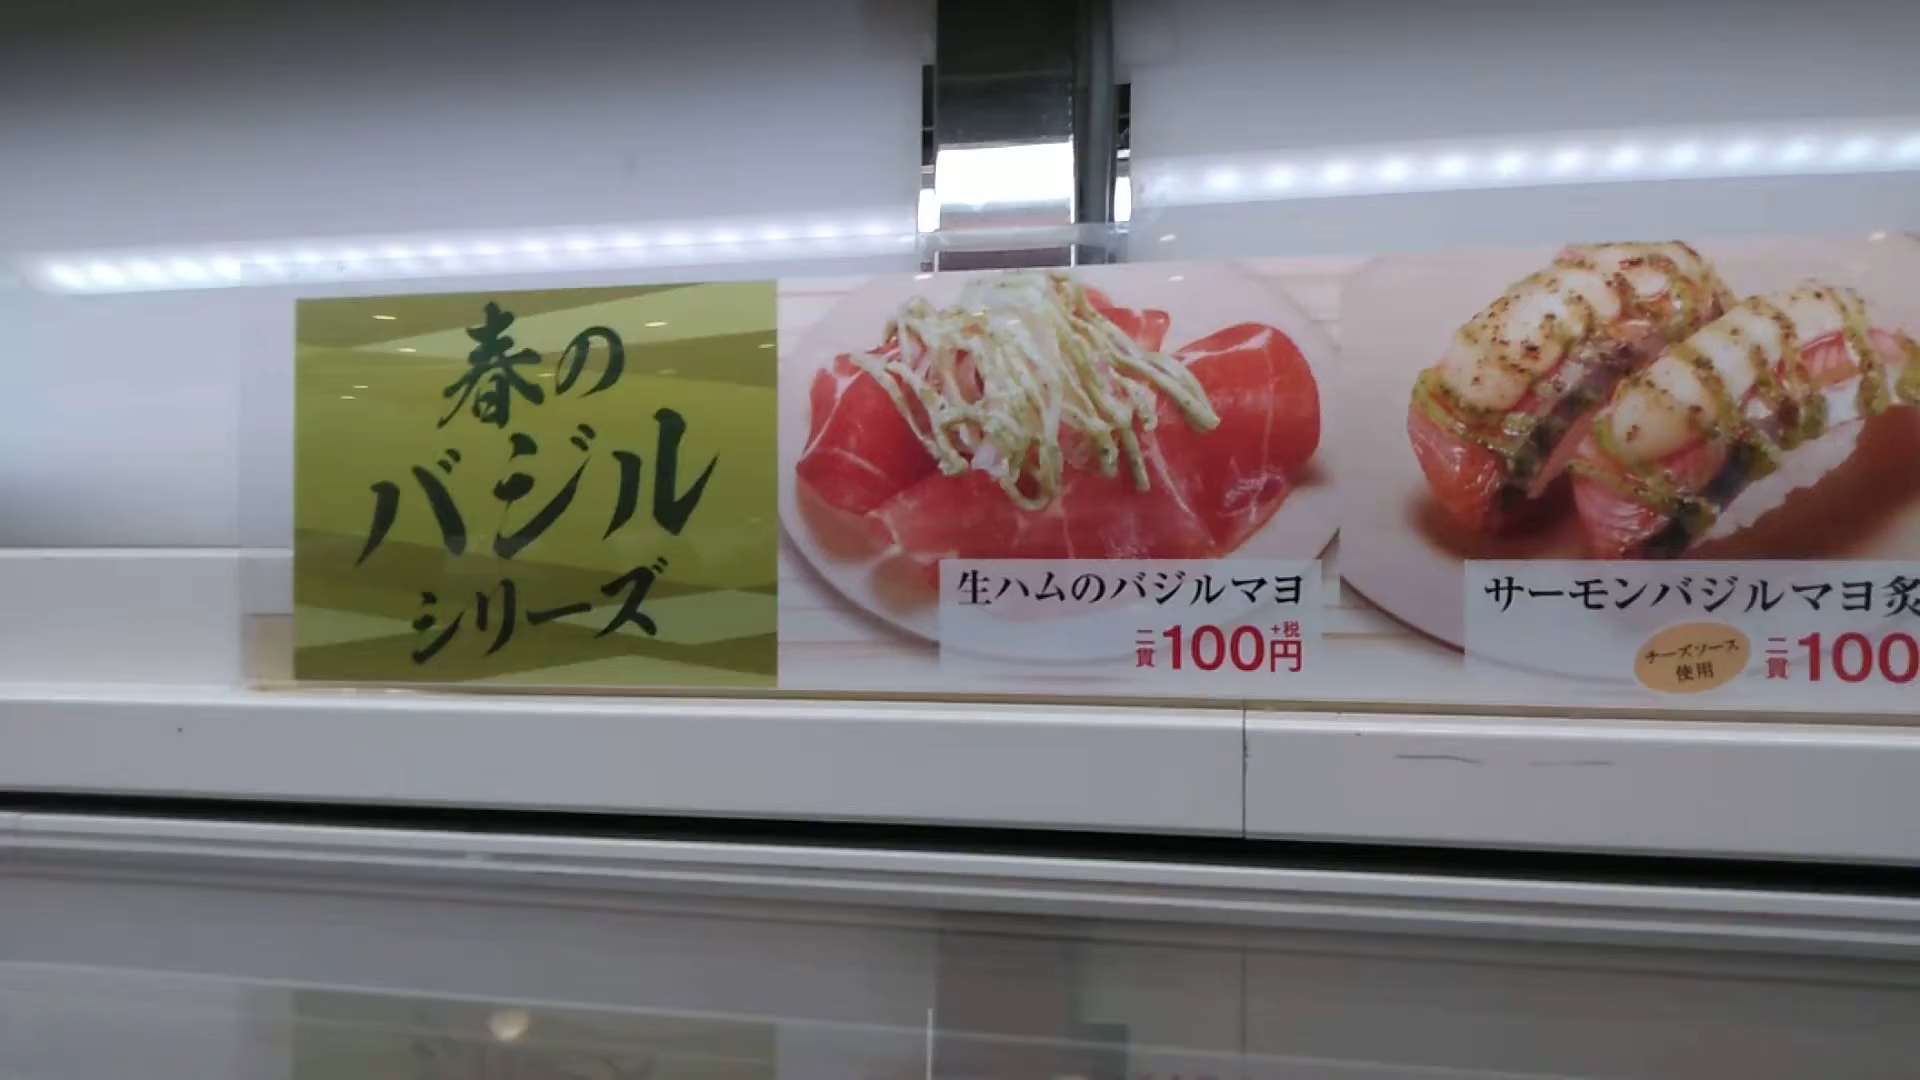 春の
バジル
シリーズ
生ハムのバジルマヨ
二貫100円+税
サーモンバジルマヨ炙
チーズソース
使用
二貫100